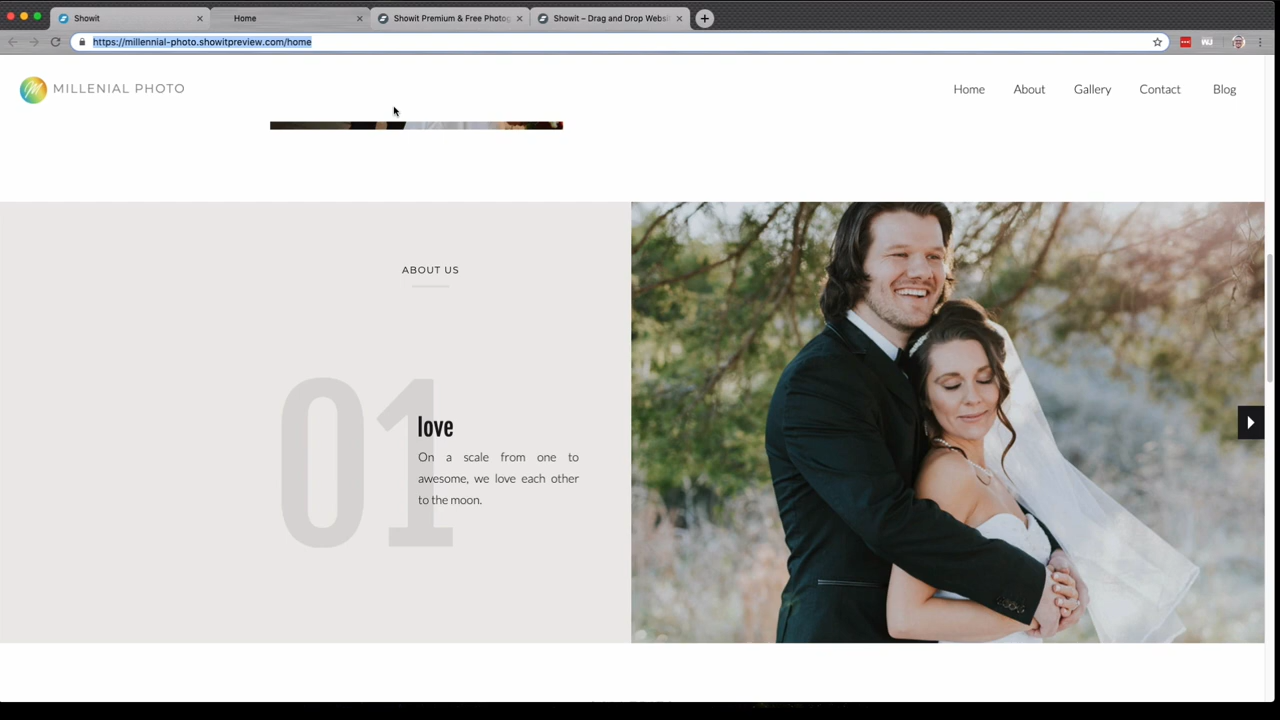 Showit
Home
Showit Premium & Free Photog
Showit – Drag and Drop Websi
https://millennial-photo.showitpreview.com/home
MILLENIAL PHOTO
Home
About
Gallery
Contact
Blog
ABOUT US
01
love
On a scale from one to
awesome, we love each other
to the moon.